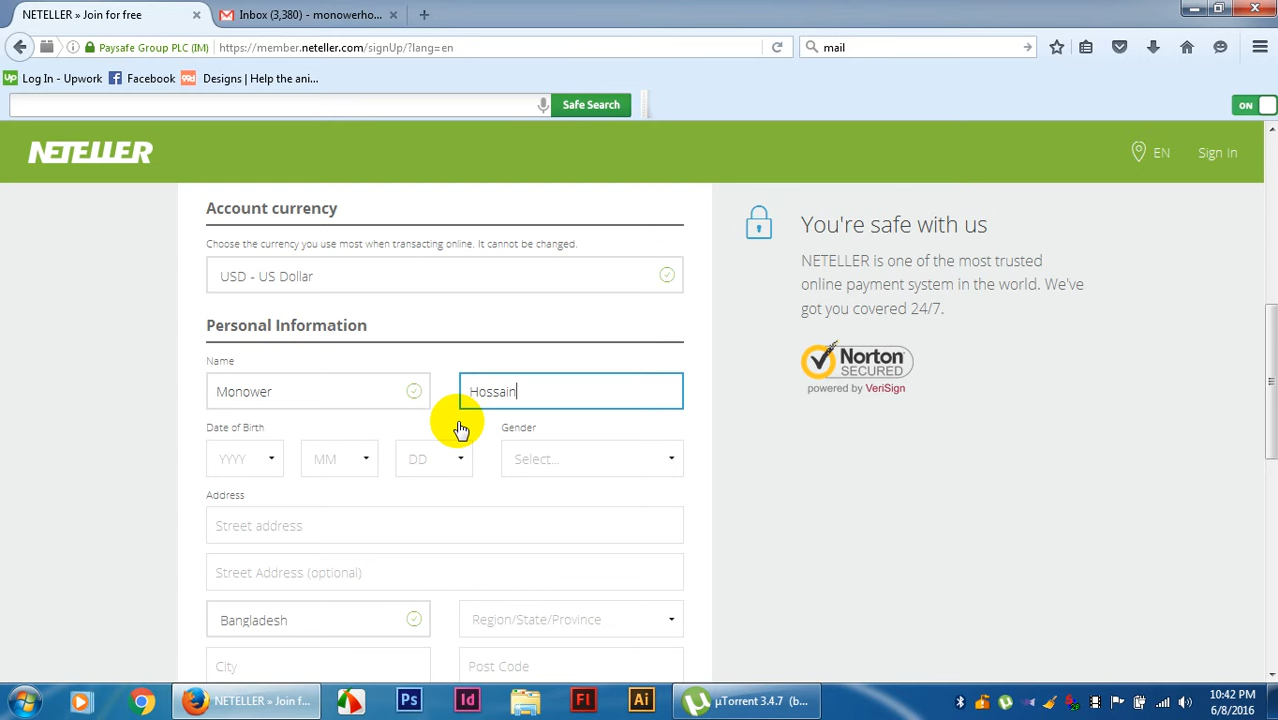 NETELLER » Join for free
Inbox (3,380) - monowerho...
Paysafe Group PLC (IM)
https://member.neteller.com/signUp/?lang=en
mail
Up Log In - Upwork
Facebook
99d Designs | Help the ani...
Safe Search
ON
NETELLER
EN
Sign In
Account currency
Choose the currency you use most when transacting online. It cannot be changed.
USD - US Dollar
Personal Information
Name
Monower
Hossain
Date of Birth
Gender
YYYY
MM
DD
Select...
Address
Street address
Street Address (optional)
Bangladesh
Region/State/Province
City
Post Code
You're safe with us
NETELLER is one of the most trusted
online payment system in the world. We've
got you covered 24/7.
Norton
SECURED
powered by VeriSign
NETELLER » Join f...
Ps
Id
Fl
Ai
µTorrent 3.4.7 (b...
10:42 PM
6/8/2016